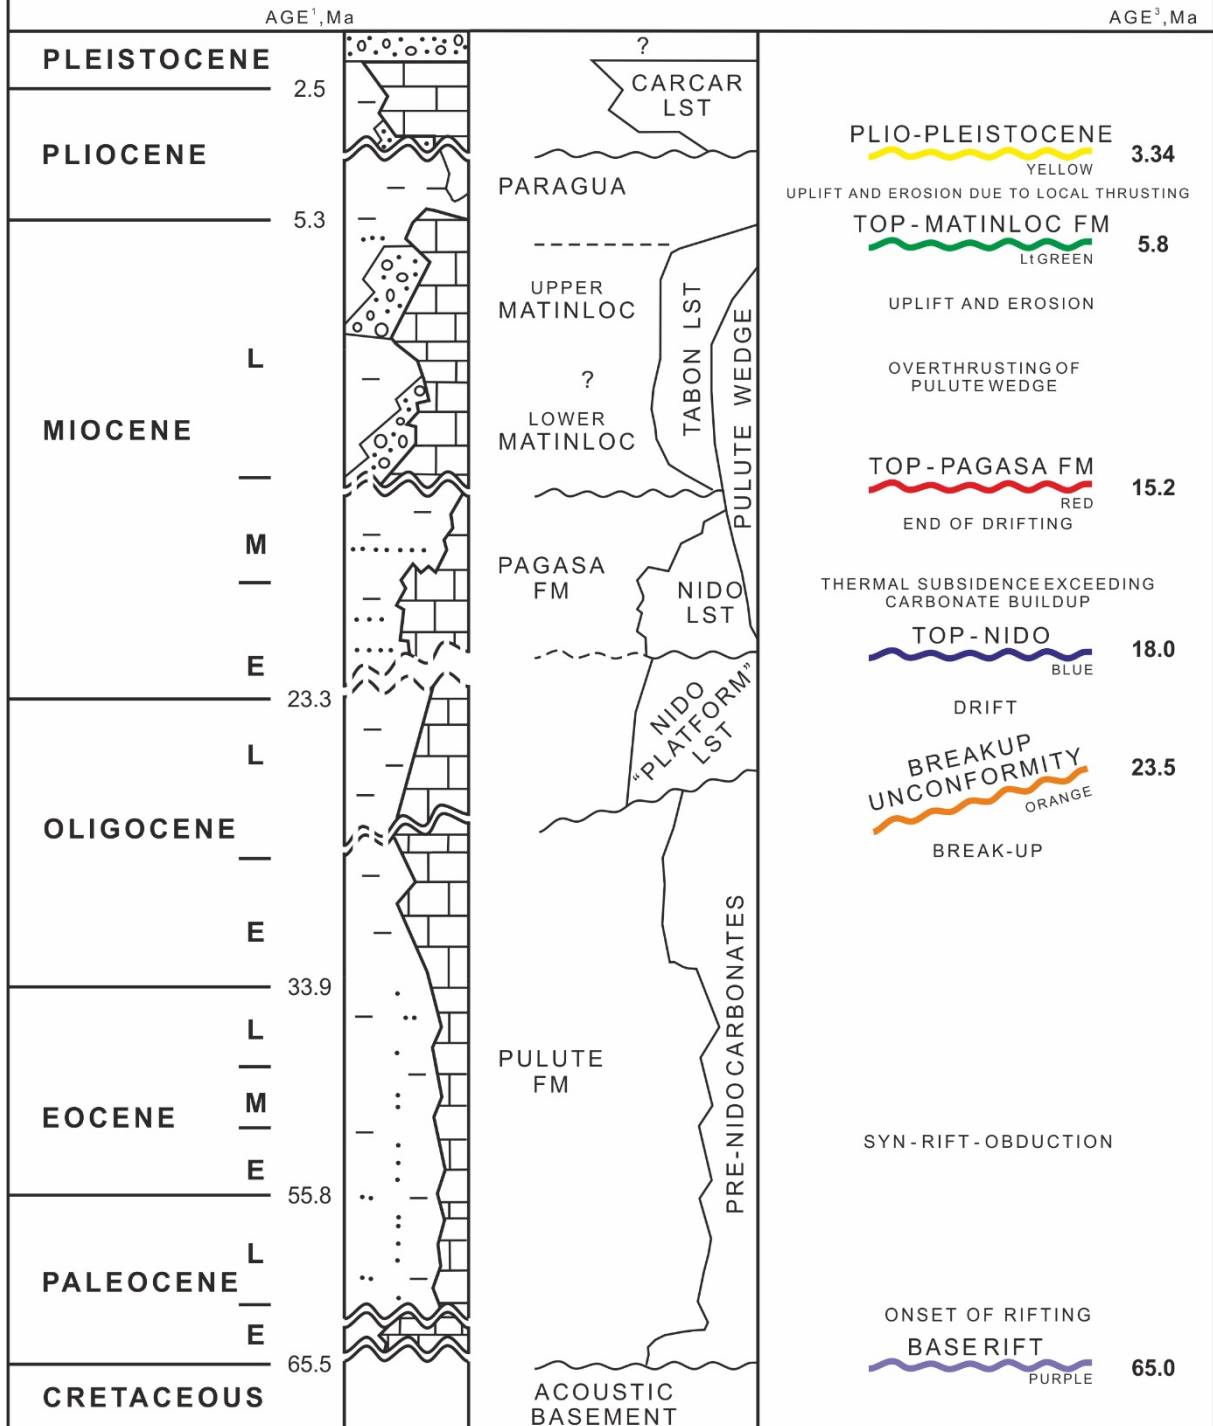 AGE¹,Ma
AGE³,Ma
PLEISTOCENE
2.5
PLIOCENE
5.3
L
MIOCENE
M
E
23.3
L
OLIGOCENE
E
33.9
L
M
EOCENE
E
55.8
L
PALEOCENE
E
65.5
CRETACEOUS
?
CARCAR
LST
PARAGUA
UPPER
MATINLOC
?
LOWER
MATINLOC
TABON LST
PULUTE WEDGE
PAGASA
FM
NIDO
LST
NIDO
"PLATFORM"
LST
PULUTE
FM
PRE-NIDO CARBONATES
ACOUSTIC
BASEMENT
PLIO-PLEISTOCENE
3.34
YELLOW
UPLIFT AND EROSION DUE TO LOCAL THRUSTING
TOP-MATINLOC FM
5.8
Lt GREEN
UPLIFT AND EROSION
OVERTHRUSTING OF
PULUTE WEDGE
TOP-PAGASA FM
15.2
RED
END OF DRIFTING
THERMAL SUBSIDENCE EXCEEDING
CARBONATE BUILDUP
TOP-NIDO
18.0
BLUE
DRIFT
BREAKUP
UNCONFORMITY
23.5
ORANGE
BREAK-UP
SYN-RIFT-OBDUCTION
ONSET OF RIFTING
BASE RIFT
65.0
PURPLE